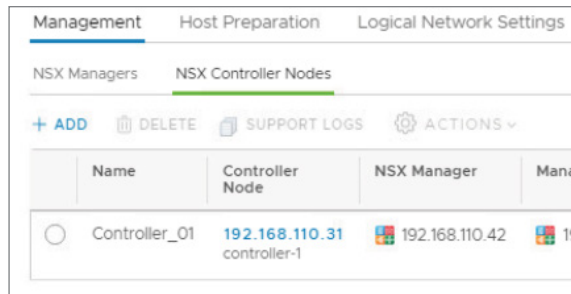 Management Host Preparation Logical Network Settings
NSX Managers NSX Controller Nodes
+ ADD DELETE SUPPORT LOGS ACTIONS
Name Controller Node NSX Manager
Controller_01 192.168.110.31 192.168.110.42
controller-1